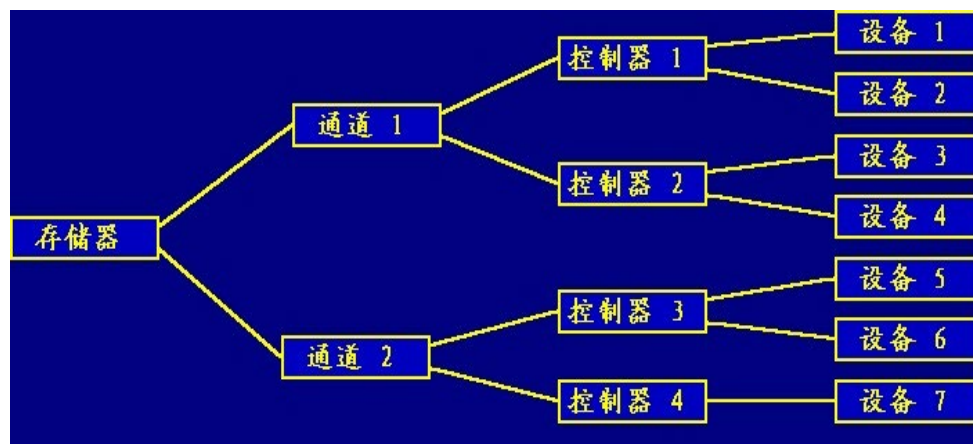 设备 1
控制器 1
设备 2
通道 1
设备 3
控制器 2
设备 4
存储器
设备 5
控制器 3
设备 6
通道 2
控制器 4
设备 7